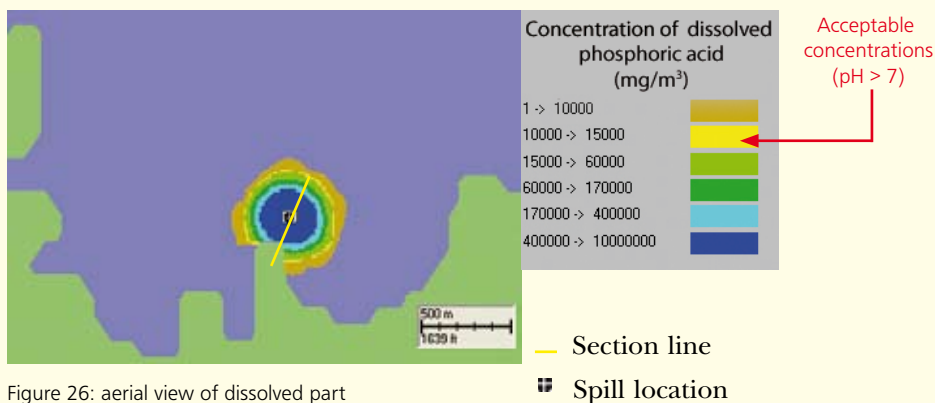 Concentration of dissolved
phosphoric acid
(mg/m³)
1 -> 10000
10000 -> 15000
15000 -> 60000
60000 -> 170000
170000 -> 400000
400000 -> 10000000
Acceptable
concentrations
(pH > 7)
500 m
1639 ft
Section line
Spill location
Figure 26: aerial view of dissolved part